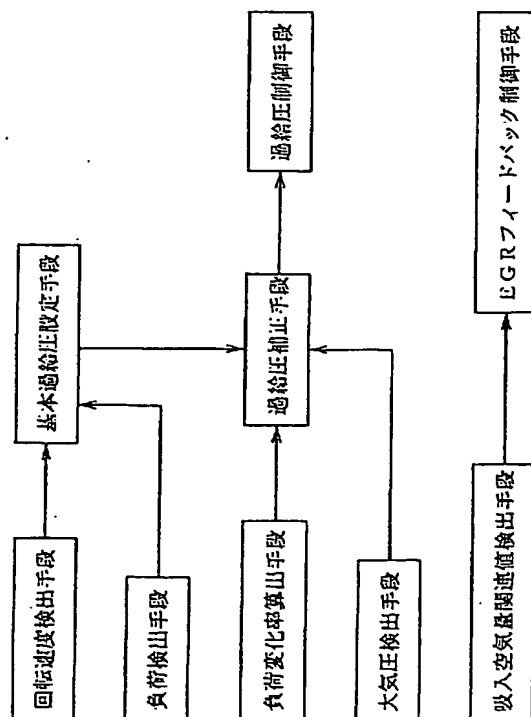 回転速度検出手段
負荷検出手段
負荷変化率算出手段
大気圧検出手段
吸入空気量関連値検出手段
基本過給圧設定手段
過給圧補正手段
過給圧制御手段
EGRフィードバック制御手段